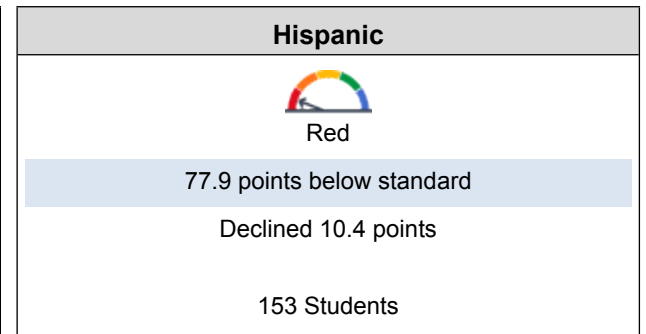 Hispanic
Red
77.9 points below standard
Declined 10.4 points
153 Students